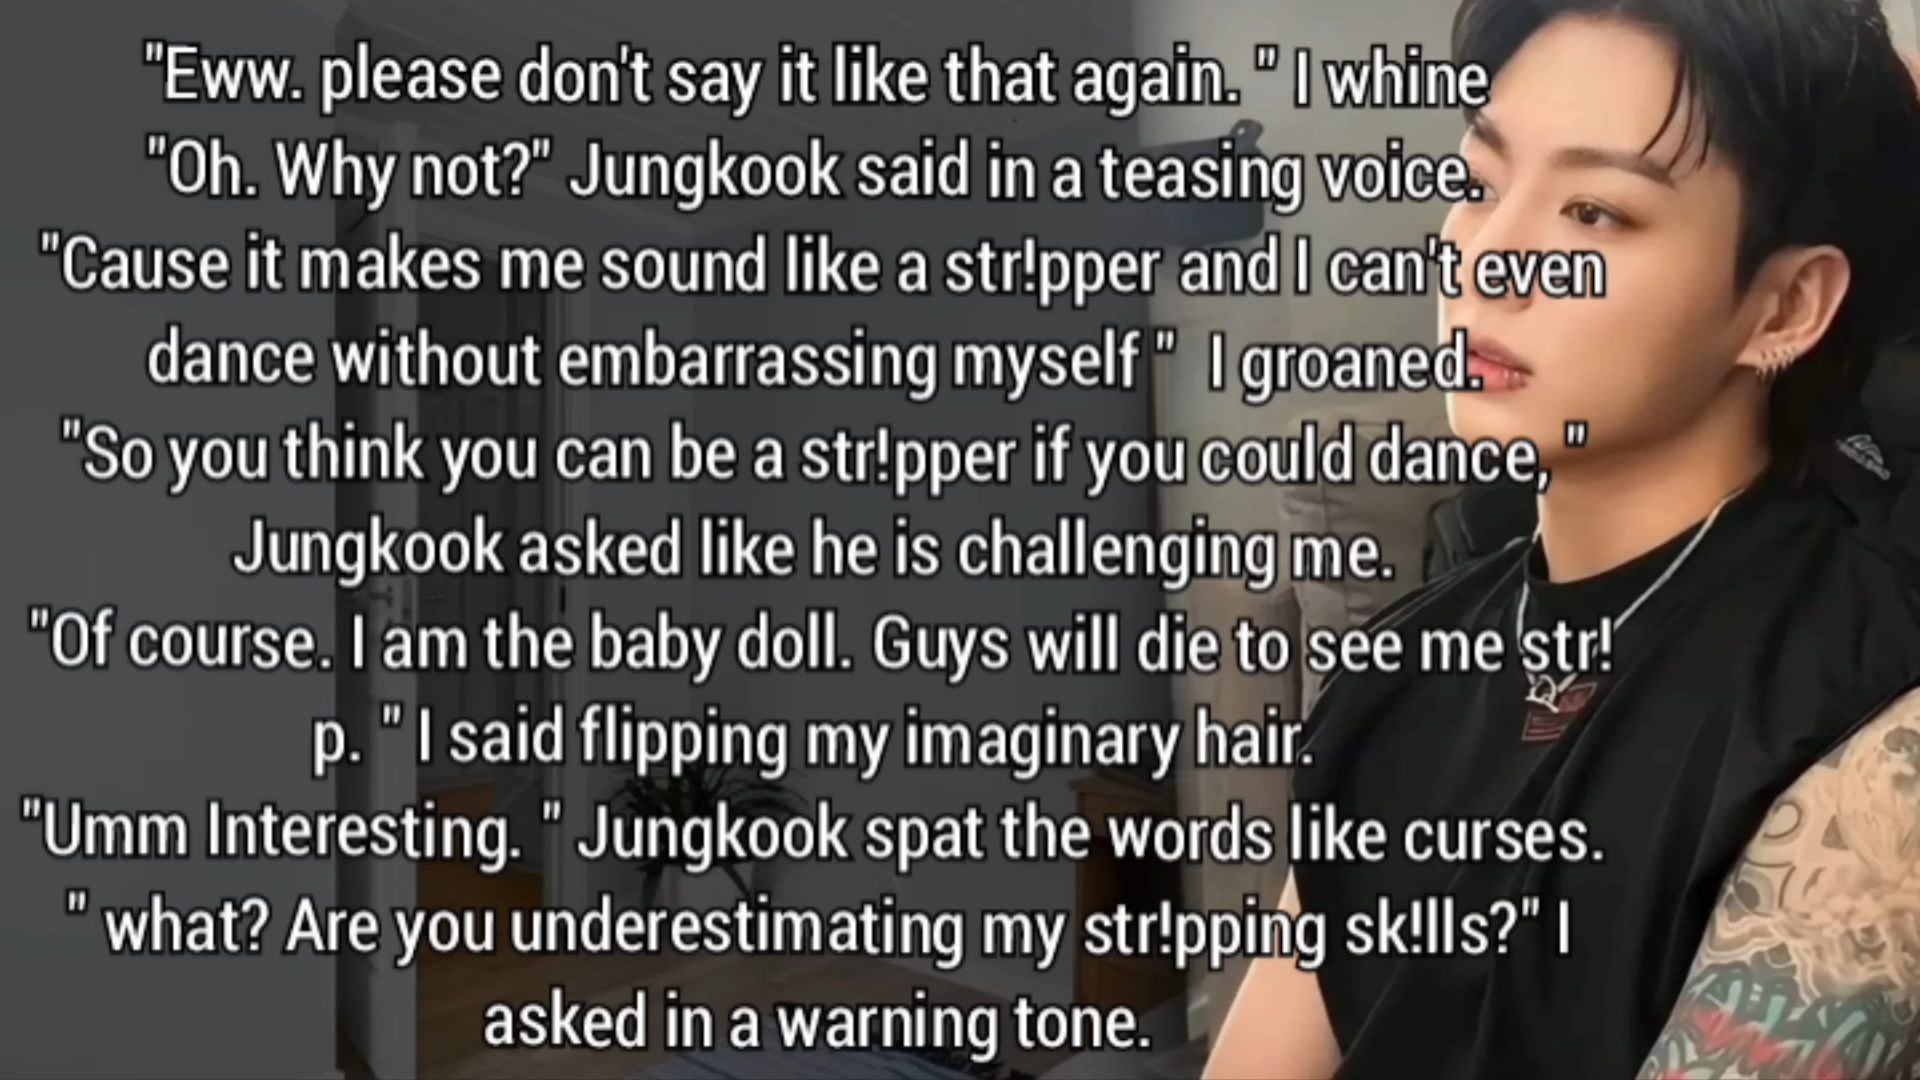 "Eww. please don't say it like that again. " I whine
"Oh. Why not?" Jungkook said in a teasing voice.
"Cause it makes me sound like a str!pper and I can't even
dance without embarrassing myself " I groaned.
"So you think you can be a str!pper if you could dance, "
Jungkook asked like he is challenging me.
"Of course. I am the baby doll. Guys will die to see me str!
p. " I said flipping my imaginary hair.
"Umm Interesting. " Jungkook spat the words like curses.
" what? Are you underestimating my str!pping sk!lls?" I
asked in a warning tone.